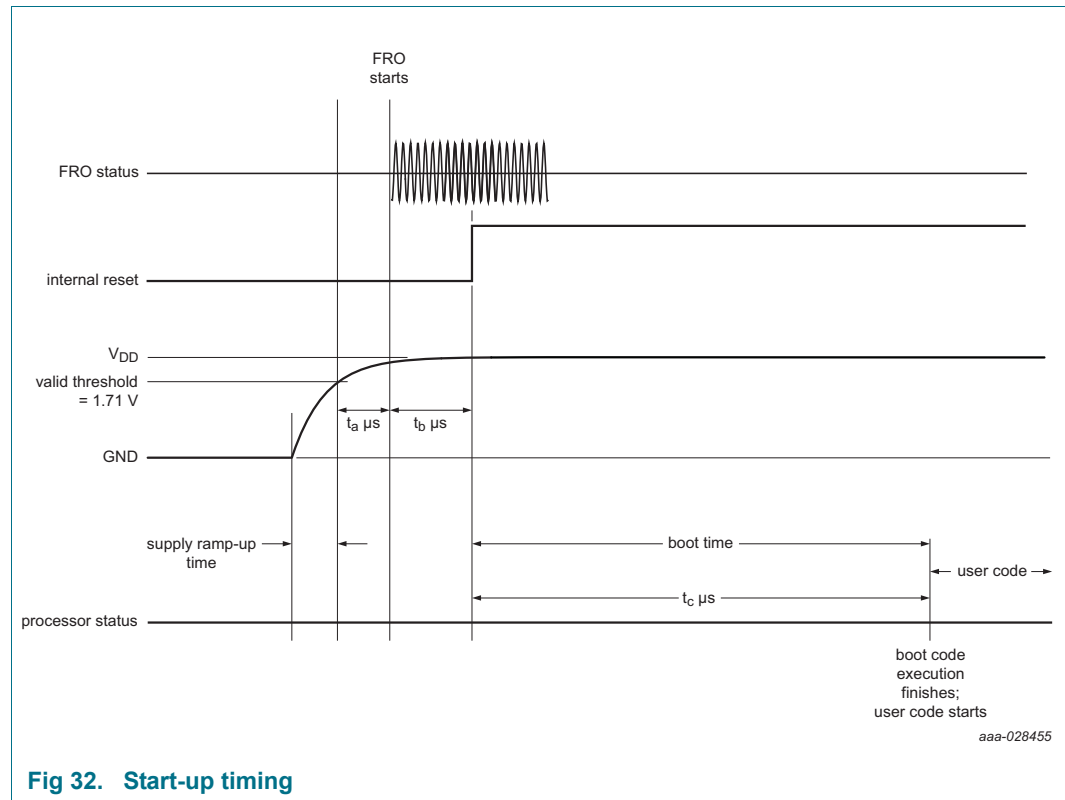 FRO
starts
FRO status
internal reset
VDD
valid threshold
= 1.71 V
ta µs
tb µs
GND
supply ramp-up
time
boot time
user code
tc µs
processor status
boot code
execution
finishes;
user code starts
aaa-028455
Fig 32. Start-up timing